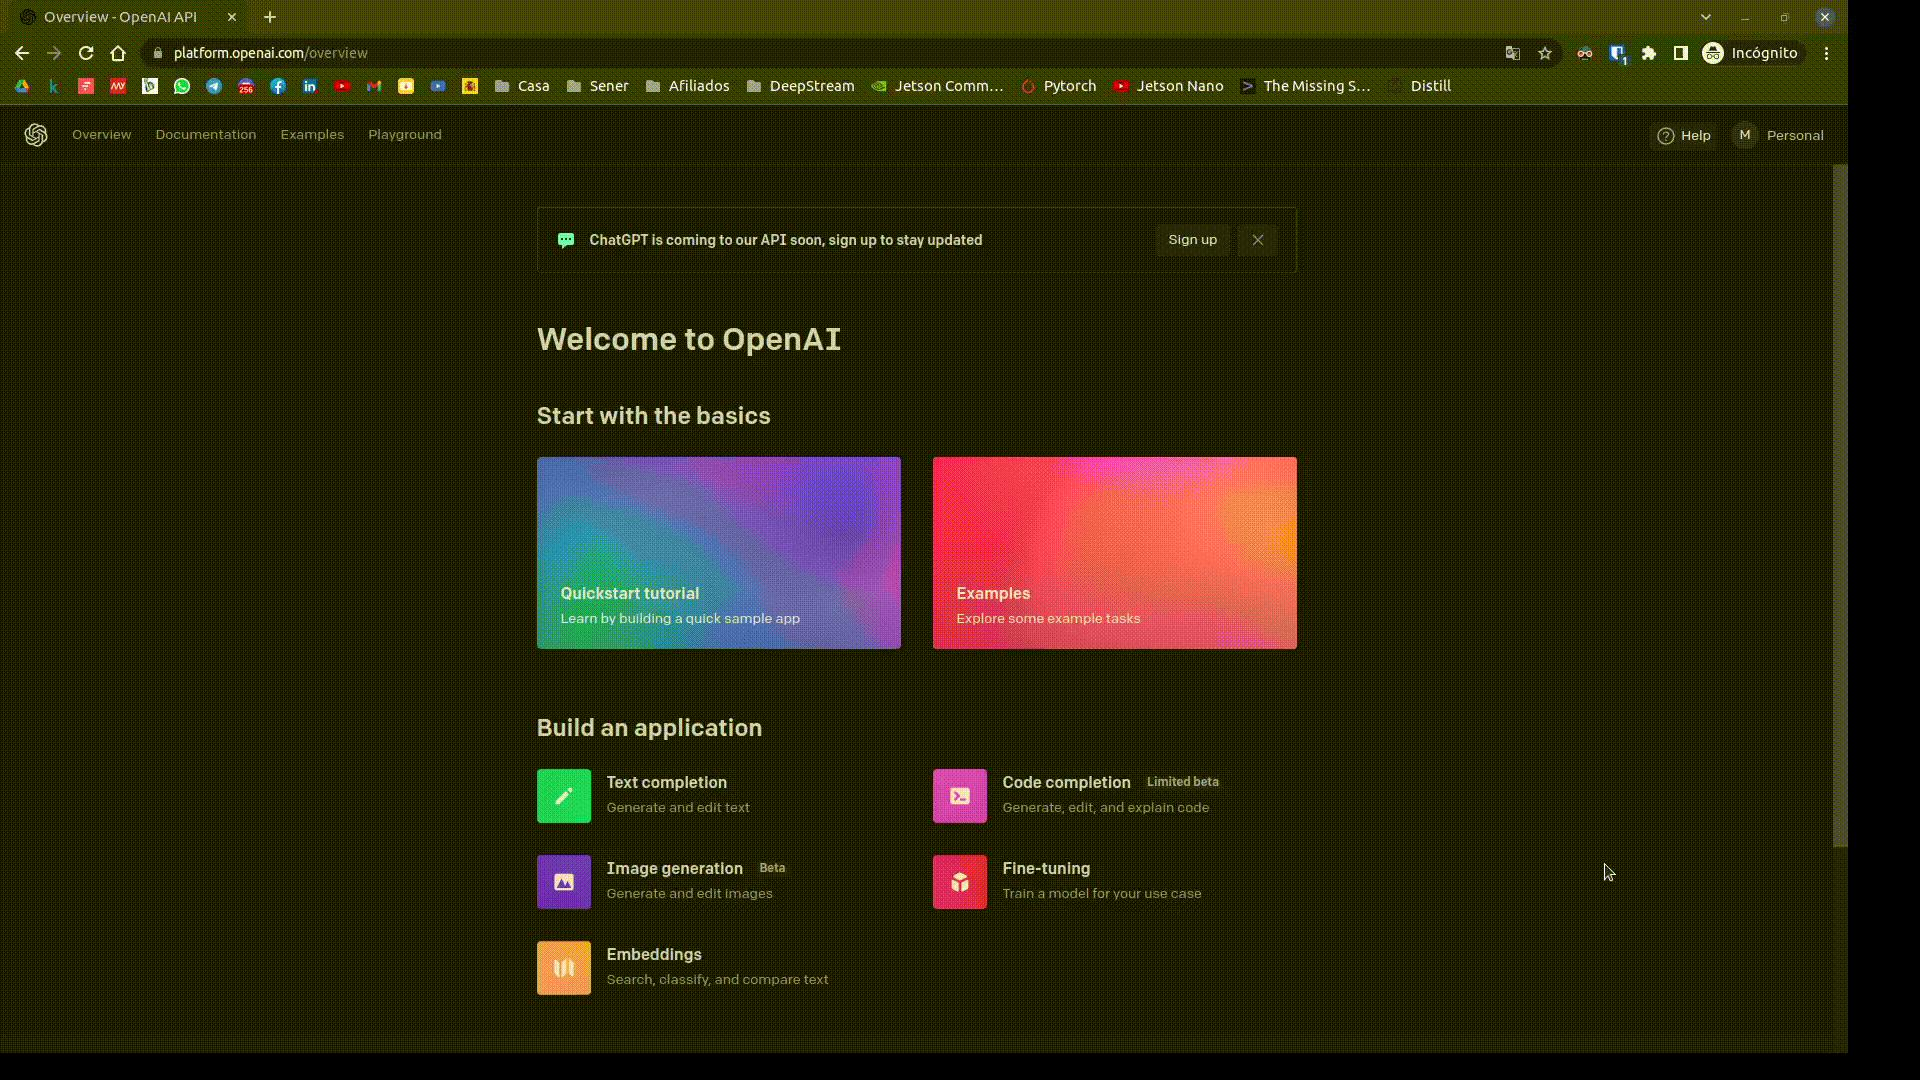 Overview - OpenAI API
platform.openai.com/overview
Incógnito
Casa
Sener
Afiliados
DeepStream
Jetson Comm...
Pytorch
Jetson Nano
The Missing S...
Distill
Overview
Documentation
Examples
Playground
Help
M
Personal
ChatGPT is coming to our API soon, sign up to stay updated
Sign up
Welcome to OpenAI
Start with the basics
Quickstart tutorial
Learn by building a quick sample app
Examples
Explore some example tasks
Build an application
Text completion
Generate and edit text
Code completion Limited beta
Generate, edit, and explain code
Image generation Beta
Generate and edit images
Fine-tuning
Train a model for your use case
Embeddings
Search, classify, and compare text